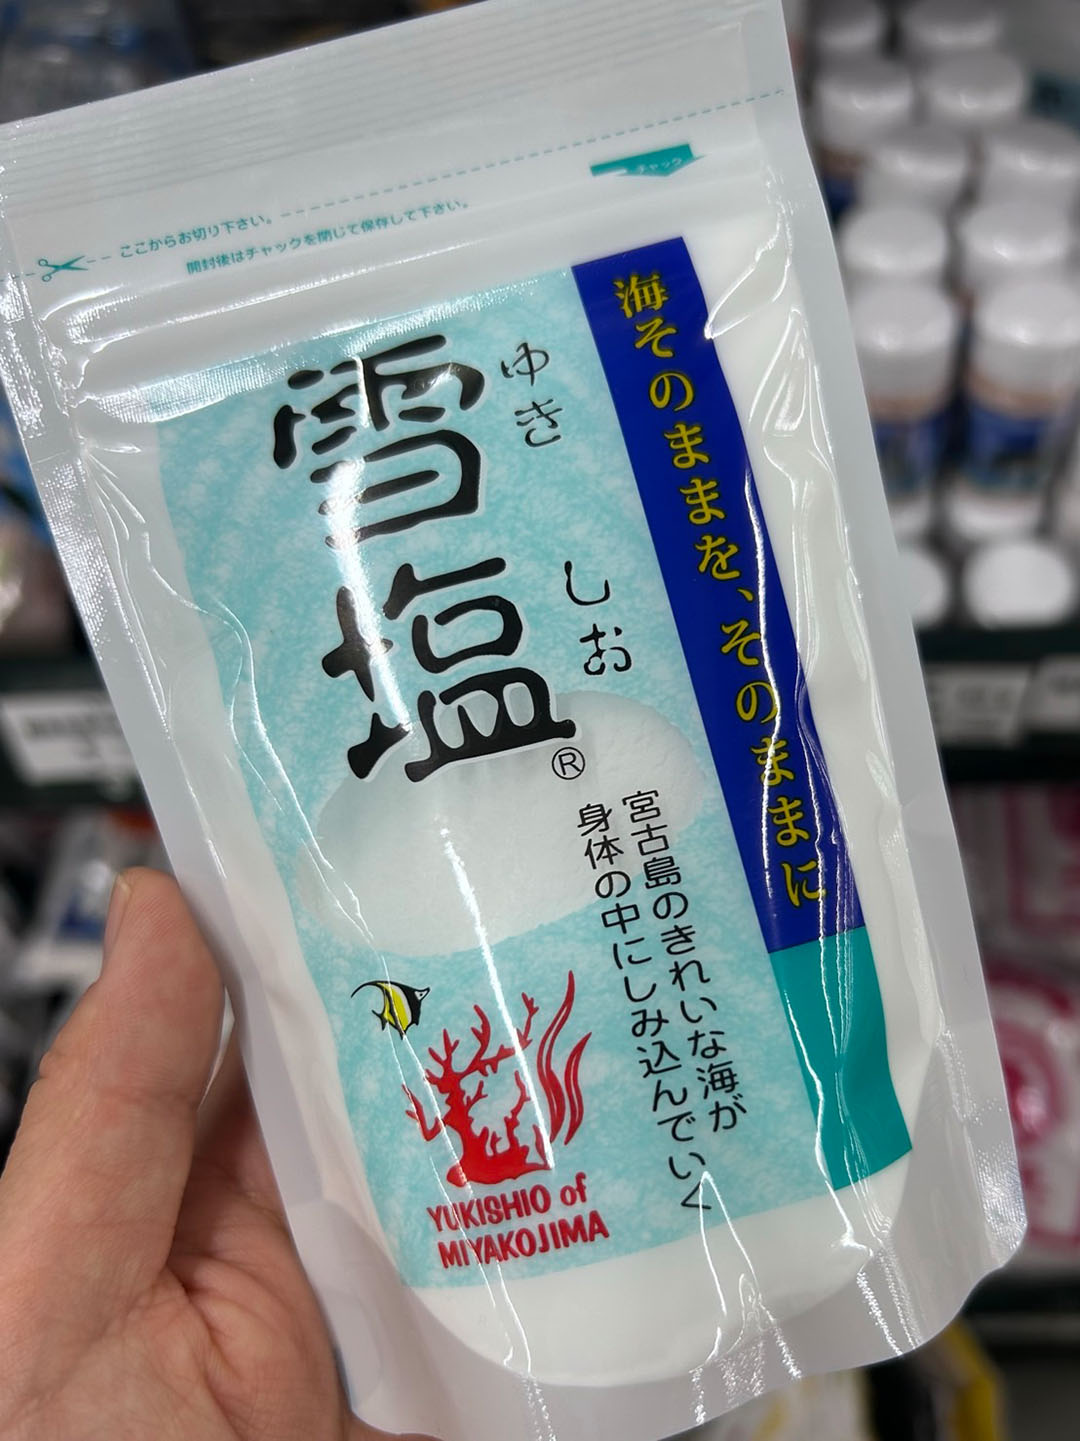 チャック
ここからお切り下さい。
開封後はチャックを閉じて保存して下さい。
海そのままを、そのままに
雪塩
ゆき
しお
®
宮古島のきれいな海が
身体の中にしみ込んでいく
YUKISHIO of
MIYAKOJIMA